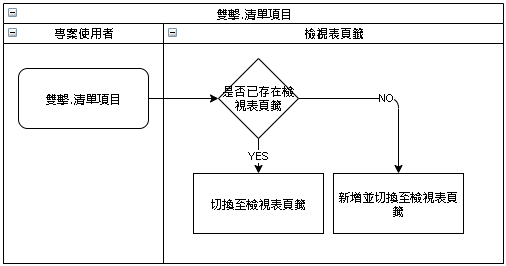 雙擊.清單項目
專案使用者
檢視表頁籤
雙擊.清單項目
是否已存在檢
視表頁籤
NO
YES
切換至檢視表頁籤
新增並切換至檢視表頁
籤